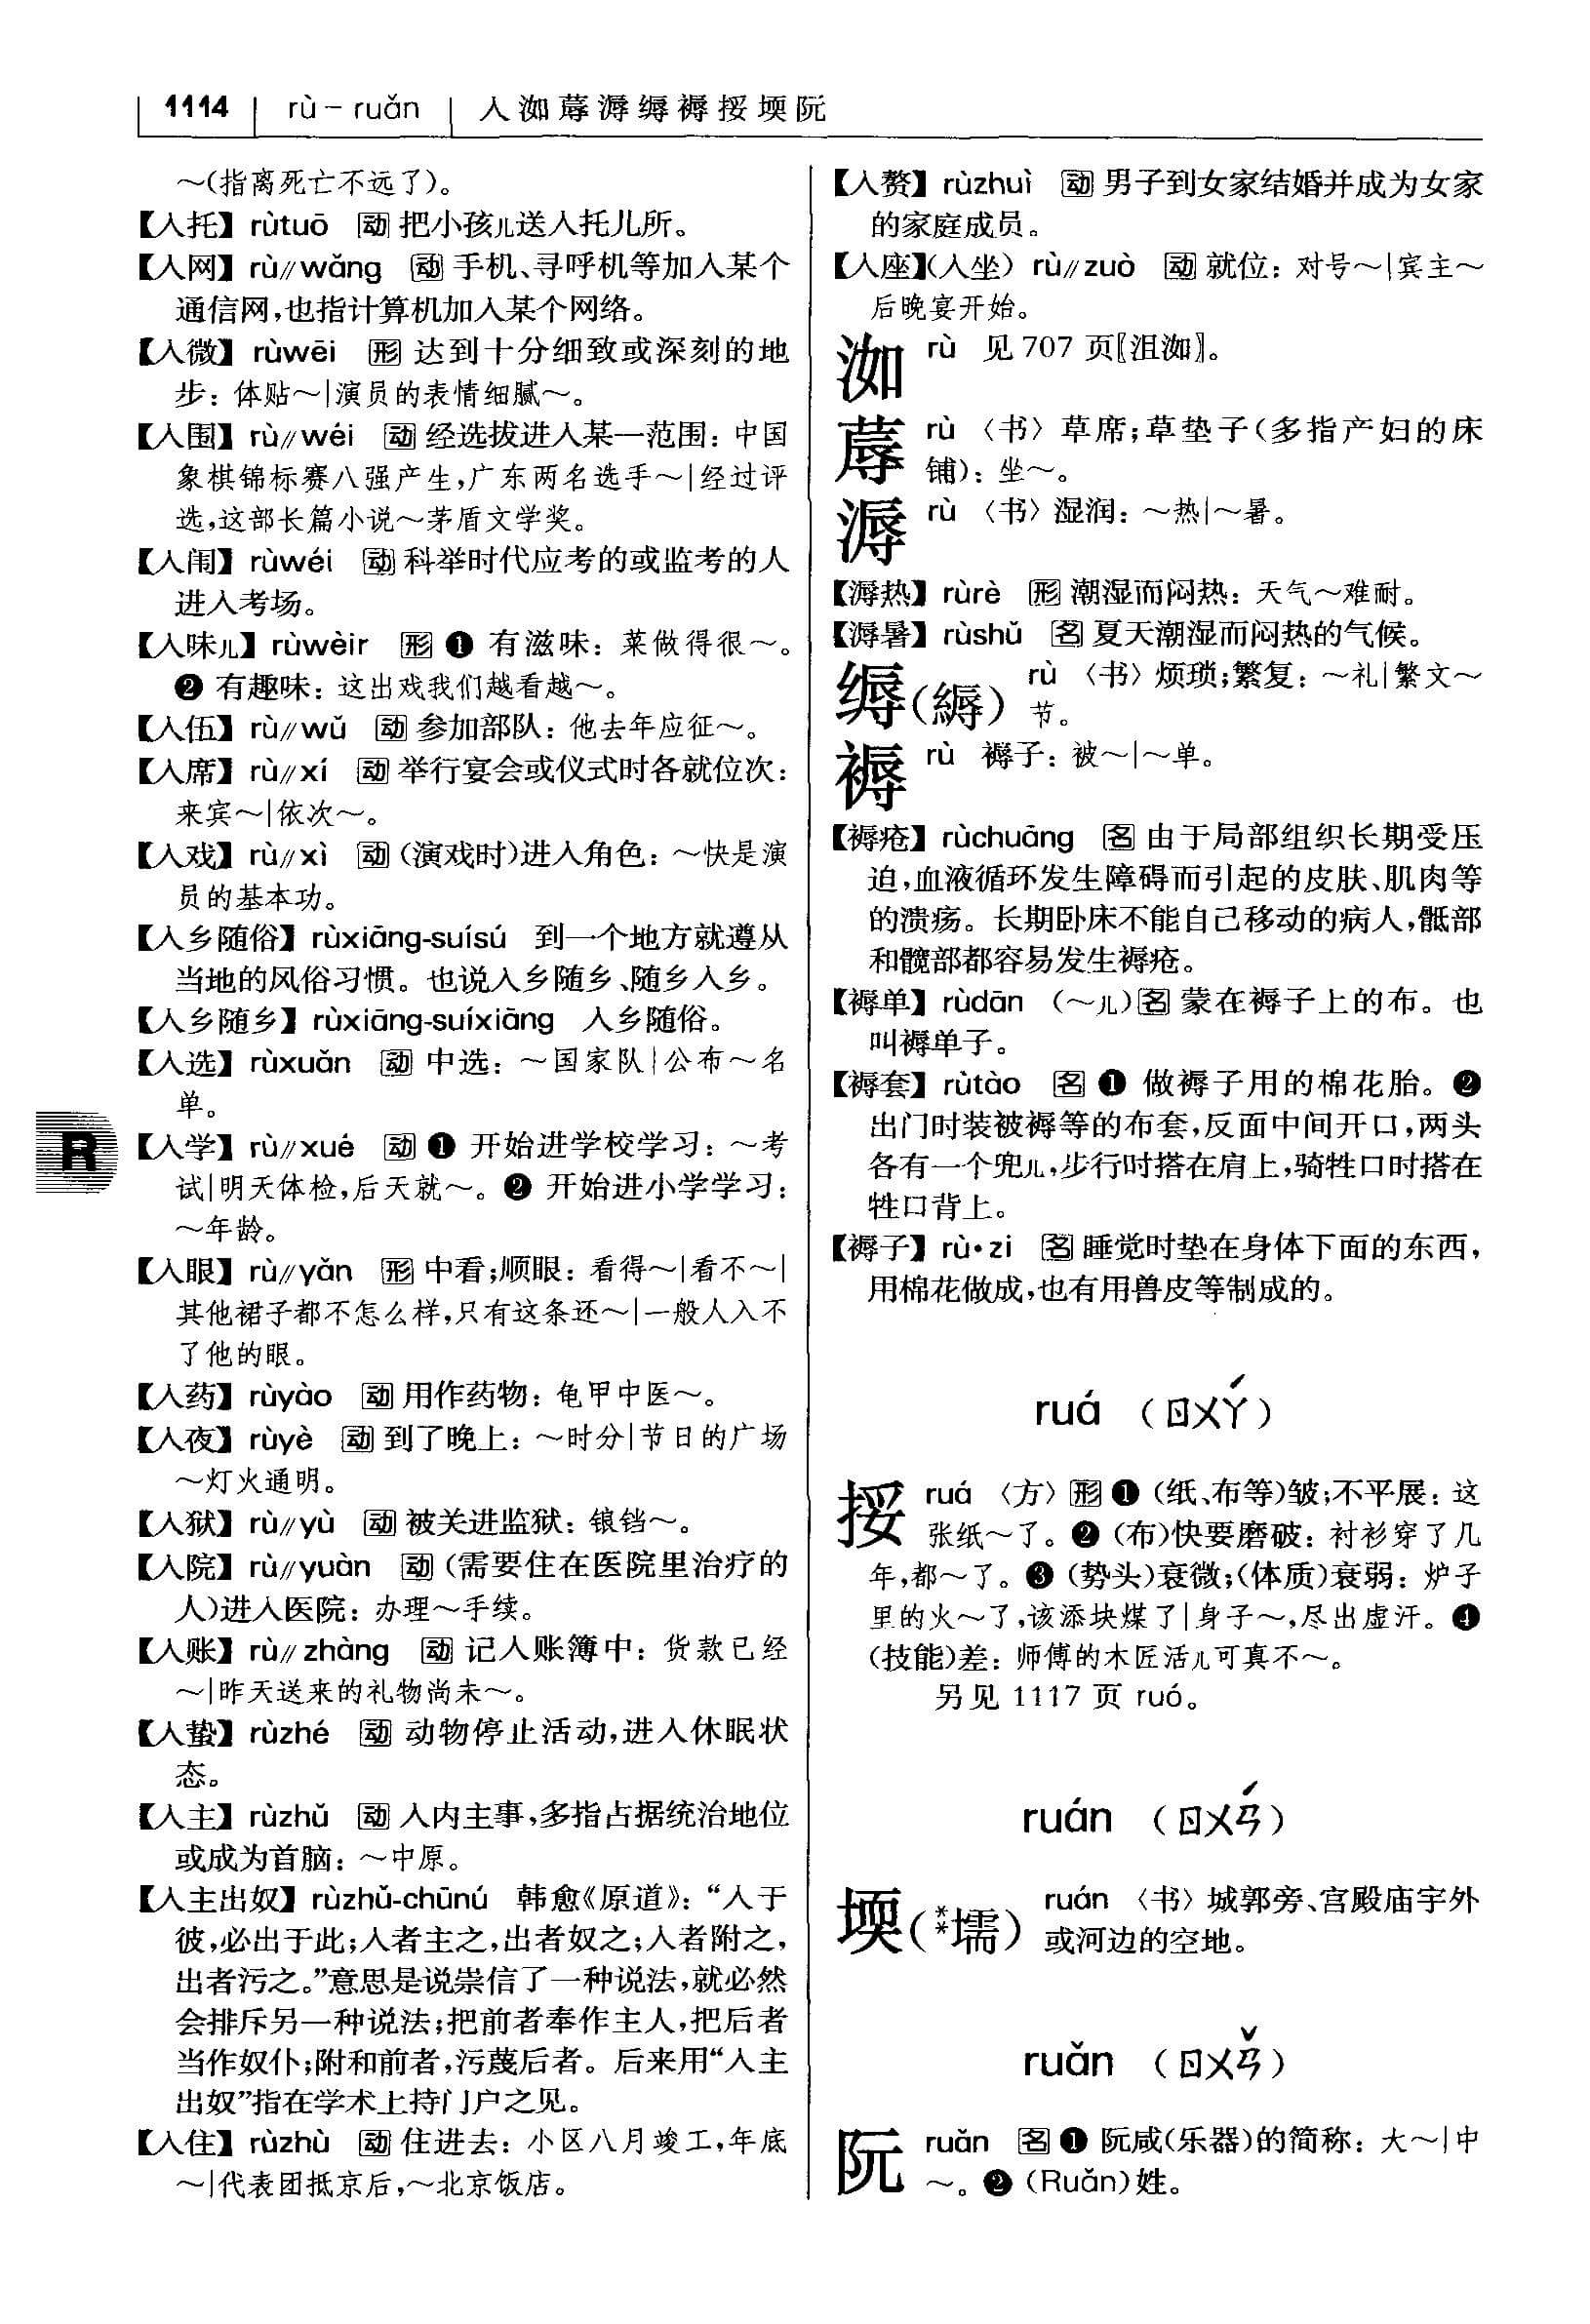 1114 rù－ruǎn 入洳蓐溽缛褥挼堧阮
～(指离死亡不远了)。
【入托】rùtuō 动 把小孩儿送入托儿所。
【入网】rù∥wǎng 动 手机、寻呼机等加入某个
通信网,也指计算机加入某个网络。
【入微】rùwēi 形 达到十分细致或深刻的地
步：体贴～|演员的表情细腻～。
【入围】rù∥wéi 动 经选拔进入某一范围：中国
象棋锦标赛八强产生,广东两名选手～|经过评
选,这部长篇小说～茅盾文学奖。
【入闱】rùwéi 动 科举时代应考的或监考的人
进入考场。
【入味儿】rùwèir 形 ❶ 有滋味：菜做得很～。
❷ 有趣味：这出戏我们越看越～。
【入伍】rù∥wǔ 动 参加部队：他去年应征～。
【入席】rù∥xí 动 举行宴会或仪式时各就位次：
来宾～|依次～。
【入戏】rù∥xì 动 (演戏时)进入角色：～快是演
员的基本功。
【入乡随俗】rùxiāng-suísú 到一个地方就遵从
当地的风俗习惯。也说入乡随乡、随乡入乡。
【入乡随乡】rùxiāng-suíxiāng 入乡随俗。
【入选】rùxuǎn 动 中选：～国家队|公布～名
单。
【入学】rù∥xué 动 ❶ 开始进学校学习：～考
试|明天体检,后天就～。❷ 开始进小学学习：
～年龄。
【入眼】rù∥yǎn 形 中看;顺眼：看得～|看不～|
其他裙子都不怎么样,只有这条还～|一般人入不
了他的眼。
【入药】rùyào 动 用作药物：龟甲中医～。
【入夜】rùyè 动 到了晚上：～时分|节日的广场
～灯火通明。
【入狱】rù∥yù 动 被关进监狱：锒铛～。
【入院】rù∥yuàn 动 (需要住在医院里治疗的
人)进入医院：办理～手续。
【入账】rù∥zhàng 动 记入账簿中：货款已经
～|昨天送来的礼物尚未～。
【入蛰】rùzhé 动 动物停止活动,进入休眠状
态。
【入主】rùzhǔ 动 入内主事,多指占据统治地位
或成为首脑：～中原。
【入主出奴】rùzhǔ-chūnú 韩愈《原道》：“入于
彼,必出于此;入者主之,出者奴之;入者附之,
出者污之。”意思是说崇信了一种说法,就必然
会排斥另一种说法;把前者奉作主人,把后者
当作奴仆;附和前者,污蔑后者。后来用“入主
出奴”指在学术上持门户之见。
【入住】rùzhù 动 住进去：小区八月竣工,年底
～|代表团抵京后,～北京饭店。
R
【入赘】rùzhuì 动 男子到女家结婚并成为女家
的家庭成员。
【入座】(入坐) rù∥zuò 动 就位：对号～|宾主～
后晚宴开始。
洳 rù 见 707 页〖沮洳〗。
蓐 rù 〈书〉草席;草垫子(多指产妇的床
铺)：坐～。
溽 rù 〈书〉湿润：～热|～暑。
【溽热】rùrè 形 潮湿而闷热：天气～难耐。
【溽暑】rùshǔ 名 夏天潮湿而闷热的气候。
缛(縟) rù 〈书〉烦琐;繁复：～礼|繁文～
节。
褥 rù 褥子：被～|～单。
【褥疮】rùchuāng 名 由于局部组织长期受压
迫,血液循环发生障碍而引起的皮肤、肌肉等
的溃疡。长期卧床不能自己移动的病人,骶部
和髋部都容易发生褥疮。
【褥单】rùdān (～儿)名 蒙在褥子上的布。也
叫褥单子。
【褥套】rùtào 名 ❶ 做褥子用的棉花胎。❷
出门时装被褥等的布套,反面中间开口,两头
各有一个兜儿,步行时搭在肩上,骑牲口时搭在
牲口背上。
【褥子】rù·zi 名 睡觉时垫在身体下面的东西,
用棉花做成,也有用兽皮等制成的。
ruá (ㄖㄨㄚˊ)
挼 ruá 〈方〉形 ❶ (纸、布等)皱;不平展：这
张纸～了。❷ (布)快要磨破：衬衫穿了几
年,都～了。❸ (势头)衰微;(体质)衰弱：炉子
里的火～了,该添块煤了|身子～,尽出虚汗。❹
(技能)差：师傅的木匠活儿可真不～。
另见 1117 页 ruó。
ruán (ㄖㄨㄢˊ)
堧(**壖) ruán 〈书〉城郭旁、宫殿庙宇外
或河边的空地。
ruǎn (ㄖㄨㄢˇ)
阮 ruǎn 名 ❶ 阮咸(乐器)的简称：大～|中
～。❷ (Ruǎn)姓。